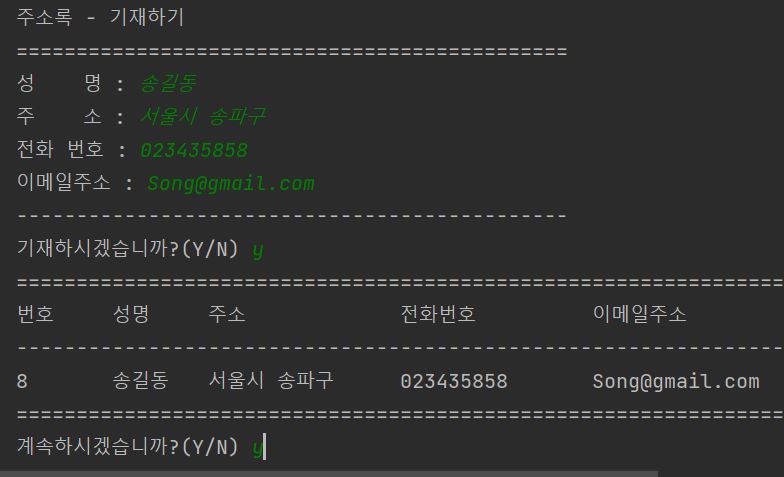 주소록 - 기재하기
==============================================
성    명 : 송길동
주    소 : 서울시 송파구
전화 번호 : 023435858
이메일주소 : Song@gmail.com
----------------------------------------------
기재하시겠습니까?(Y/N) y
================================================================
번호 성명 주소 전화번호 이메일주소
----------------------------------------------------------------
8 송길동 서울시 송파구 023435858 Song@gmail.com
================================================================
계속하시겠습니까?(Y/N) y